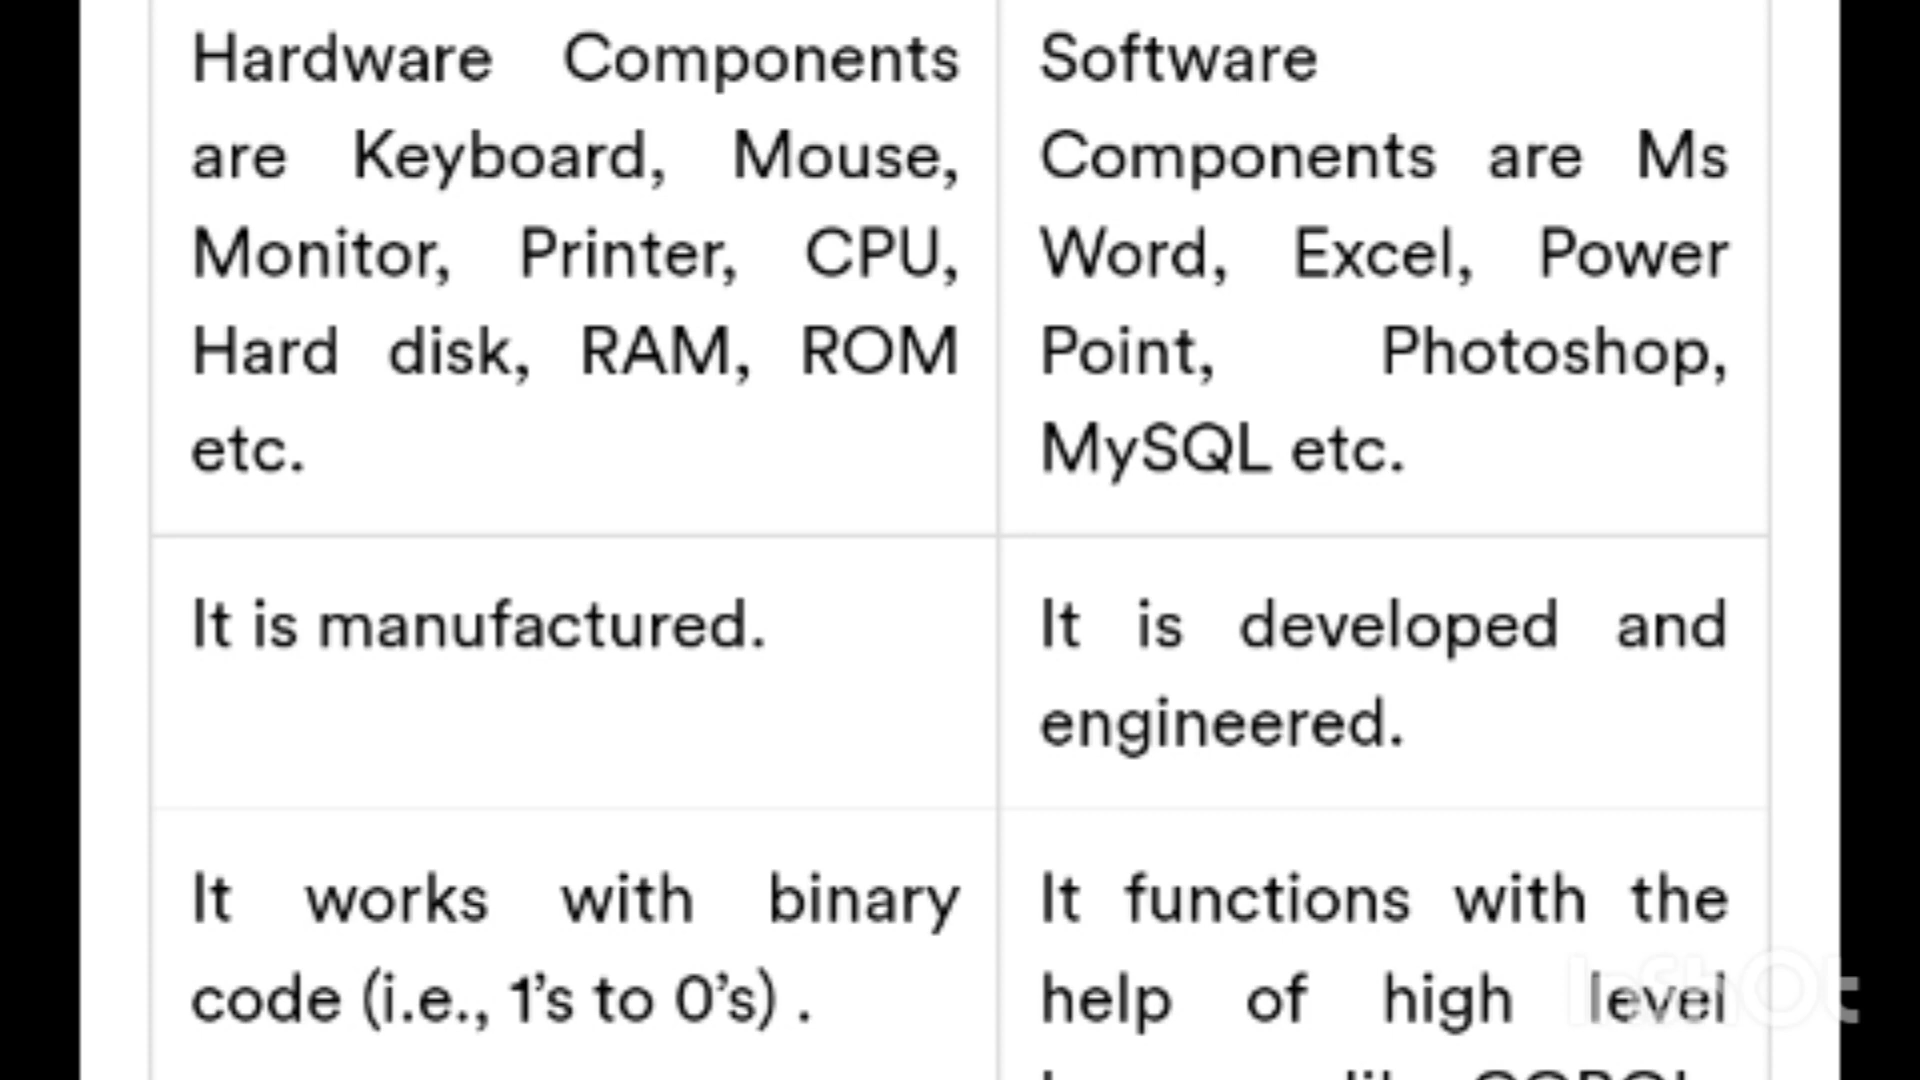 Hardware Components
are Keyboard, Mouse,
Monitor, Printer, CPU,
Hard disk, RAM, ROM
etc.
Software
Components are Ms
Word, Excel, Power
Point, Photoshop,
MySQL etc.
It is manufactured.
It is developed and
engineered.
It works with binary
code (i.e., 1’s to 0’s) .
It functions with the
help of high level
InShOt